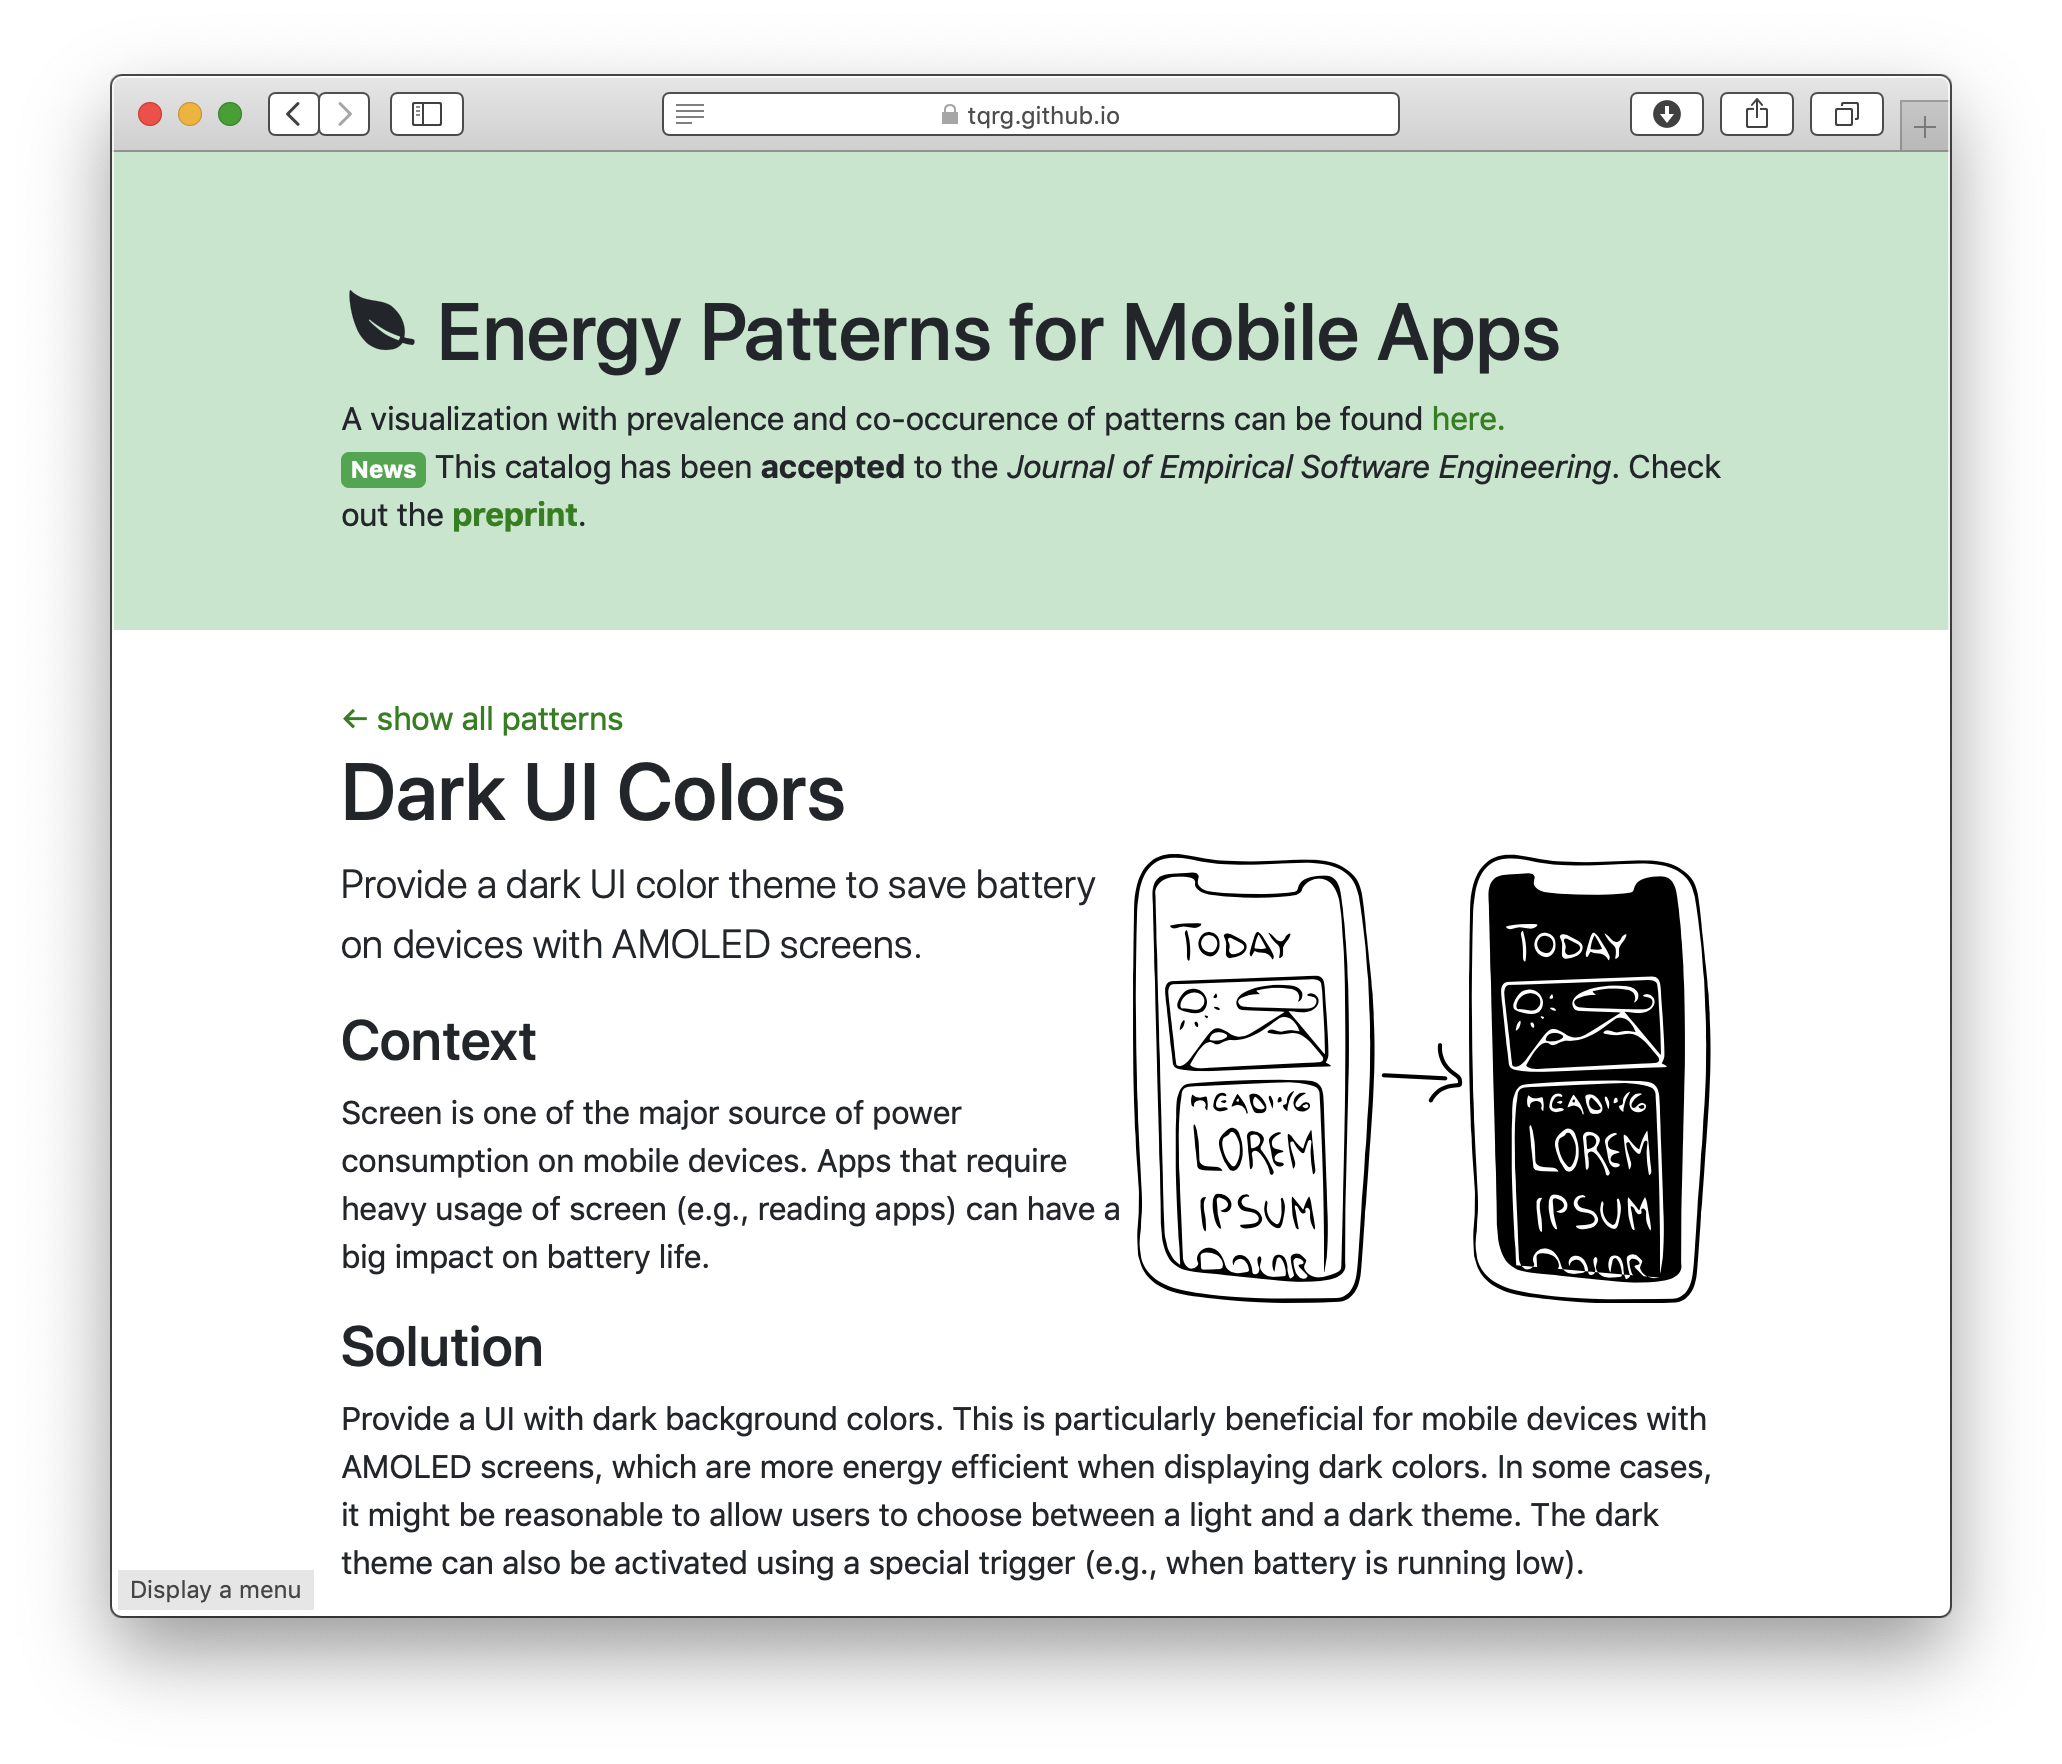 tqrg.github.io
Energy Patterns for Mobile Apps
A visualization with prevalence and co-occurence of patterns can be found here.
News This catalog has been accepted to the Journal of Empirical Software Engineering. Check
out the preprint.
← show all patterns
Dark UI Colors
Provide a dark UI color theme to save battery
on devices with AMOLED screens.
Context
Screen is one of the major source of power
consumption on mobile devices. Apps that require
heavy usage of screen (e.g., reading apps) can have a
big impact on battery life.
TODAY
HEADING
LOREM
IPSUM
DOLOR
TODAY
HEADING
LOREM
IPSUM
DOLOR
Solution
Provide a UI with dark background colors. This is particularly beneficial for mobile devices with
AMOLED screens, which are more energy efficient when displaying dark colors. In some cases,
it might be reasonable to allow users to choose between a light and a dark theme. The dark
theme can also be activated using a special trigger (e.g., when battery is running low).
Display a menu